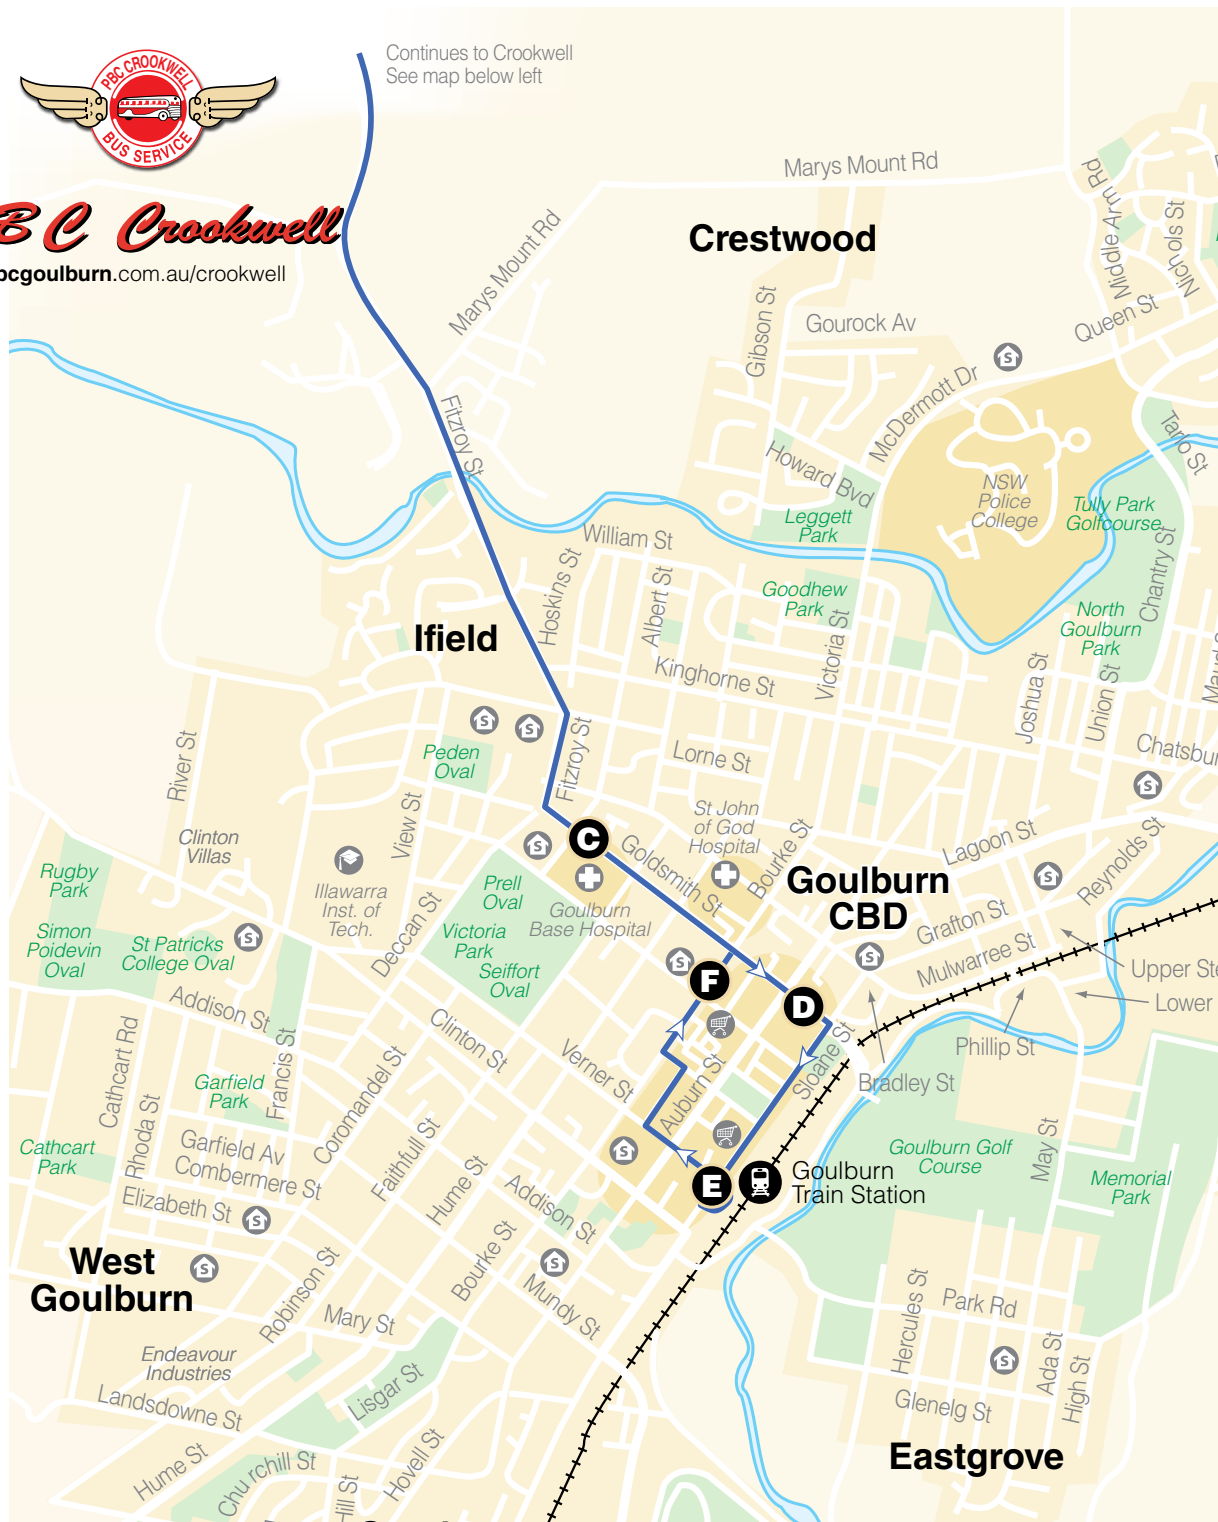 Continues to Crookwell
See map below left
PBC CROOKWELL
BUS SERVICE
BC Crookwell
bcgoulburn.com.au/crookwell
Marys Mount Rd
Crestwood
Middle Arm Rd
Nichols St
Queen St
Marys Mount Rd
Gibson St
Gourock Av
McDermott Dr
Fitzroy St
Howard Bvd
Tarlo St
NSW
Police
College
Tully Park
Golfcourse
Leggett
Park
William St
Chantry St
Hoskins St
Albert St
Goodhew
Park
North
Goulburn
Park
Ifield
Victoria St
Kinghorne St
Joshua St
Union St
Fitzroy St
Lorne St
Peden
Oval
River St
View St
St John
of God
Hospital
Bourke St
C
Goldsmith St
Clinton
Villas
Lagoon St
Reynolds St
Rugby
Park
Illawarra
Inst. of
Tech.
Prell
Oval
Goulburn
CBD
Goulburn
Base Hospital
Deccan St
Grafton St
Simon
Poidevin
Oval
St Patricks
College Oval
Victoria
Park
Seiffort
Oval
Mulwarree St
F
D
Lower
Addison St
Clinton St
Verner St
Sloane St
Phillip St
Bradley St
Cathcart Rd
Francis St
Coromandel St
Auburn St
Garfield
Park
Rhoda St
Garfield Av
Combermere St
Faithfull St
May St
Cathcart
Park
Goulburn Golf
Course
Elizabeth St
Hume St
Addison St
E
Goulburn
Train Station
Memorial
Park
West
Goulburn
Robinson St
Bourke St
Mundy St
Mary St
Hercules St
Park Rd
Endeavour
Industries
Lisgar St
Ada St
High St
Landsdowne St
Glenelg St
Hume St
Churchill St
Hill St
Hovell St
Eastgrove